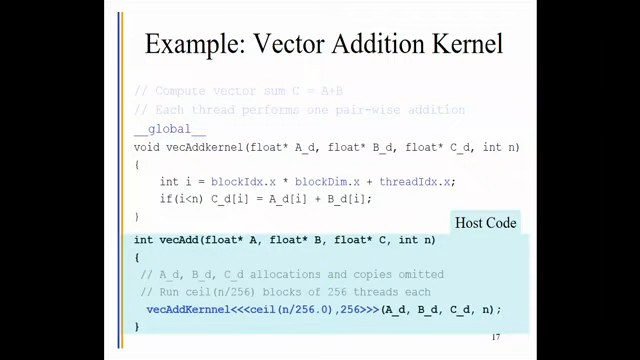 Example: Vector Addition Kernel
// Compute vector sum C = A+B
// Each thread performs one pair-wise addition
__global__
void vecAddkernel(float* A_d, float* B_d, float* C_d, int n)
{
int i = blockIdx.x * blockDim.x + threadIdx.x;
if(i<n) C_d[i] = A_d[i] + B_d[i];
}
Host Code
int vecAdd(float* A, float* B, float* C, int n)
{
// A_d, B_d, C_d allocations and copies omitted
// Run ceil(n/256) blocks of 256 threads each
vecAddKernnel<<<ceil(n/256.0),256>>>(A_d, B_d, C_d, n);
}
17